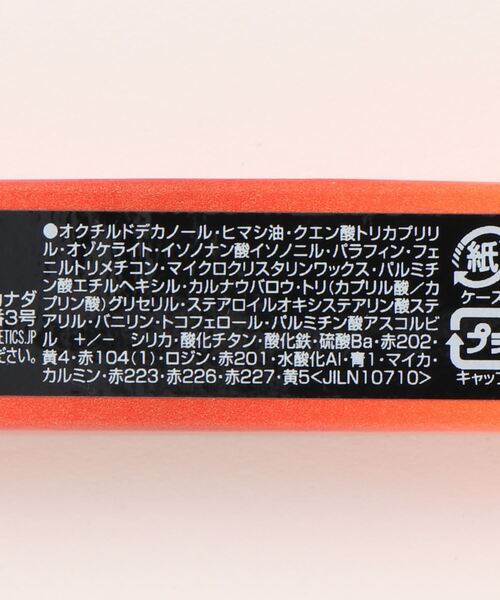 ●オクチルドデカノール・ヒマシ油・クエン酸トリカプリリ
ル・オゾケライト・イソノナン酸イソノニル・パラフィン・フェ
ニルトリメチコン・マイクロクリスタリンワックス・パルミチ
ン酸エチルヘキシル・カルナウバロウ・トリ(カプリル酸/カ
プリン酸)グリセリル・ステアロイルオキシステアリン酸ステ
アリル・バニリン・トコフェロール・パルミチン酸アスコルビ
ル +/− シリカ・酸化チタン・酸化鉄・硫酸Ba・赤202・
黄4・赤104(1)・ロジン・赤201・水酸化Al・青1・マイカ・
カルミン・赤223・赤226・赤227・黄5<JILN10710>
カナダ
番3号
ETICS.JP
ださい。
紙
ケース
プラ
キャップ